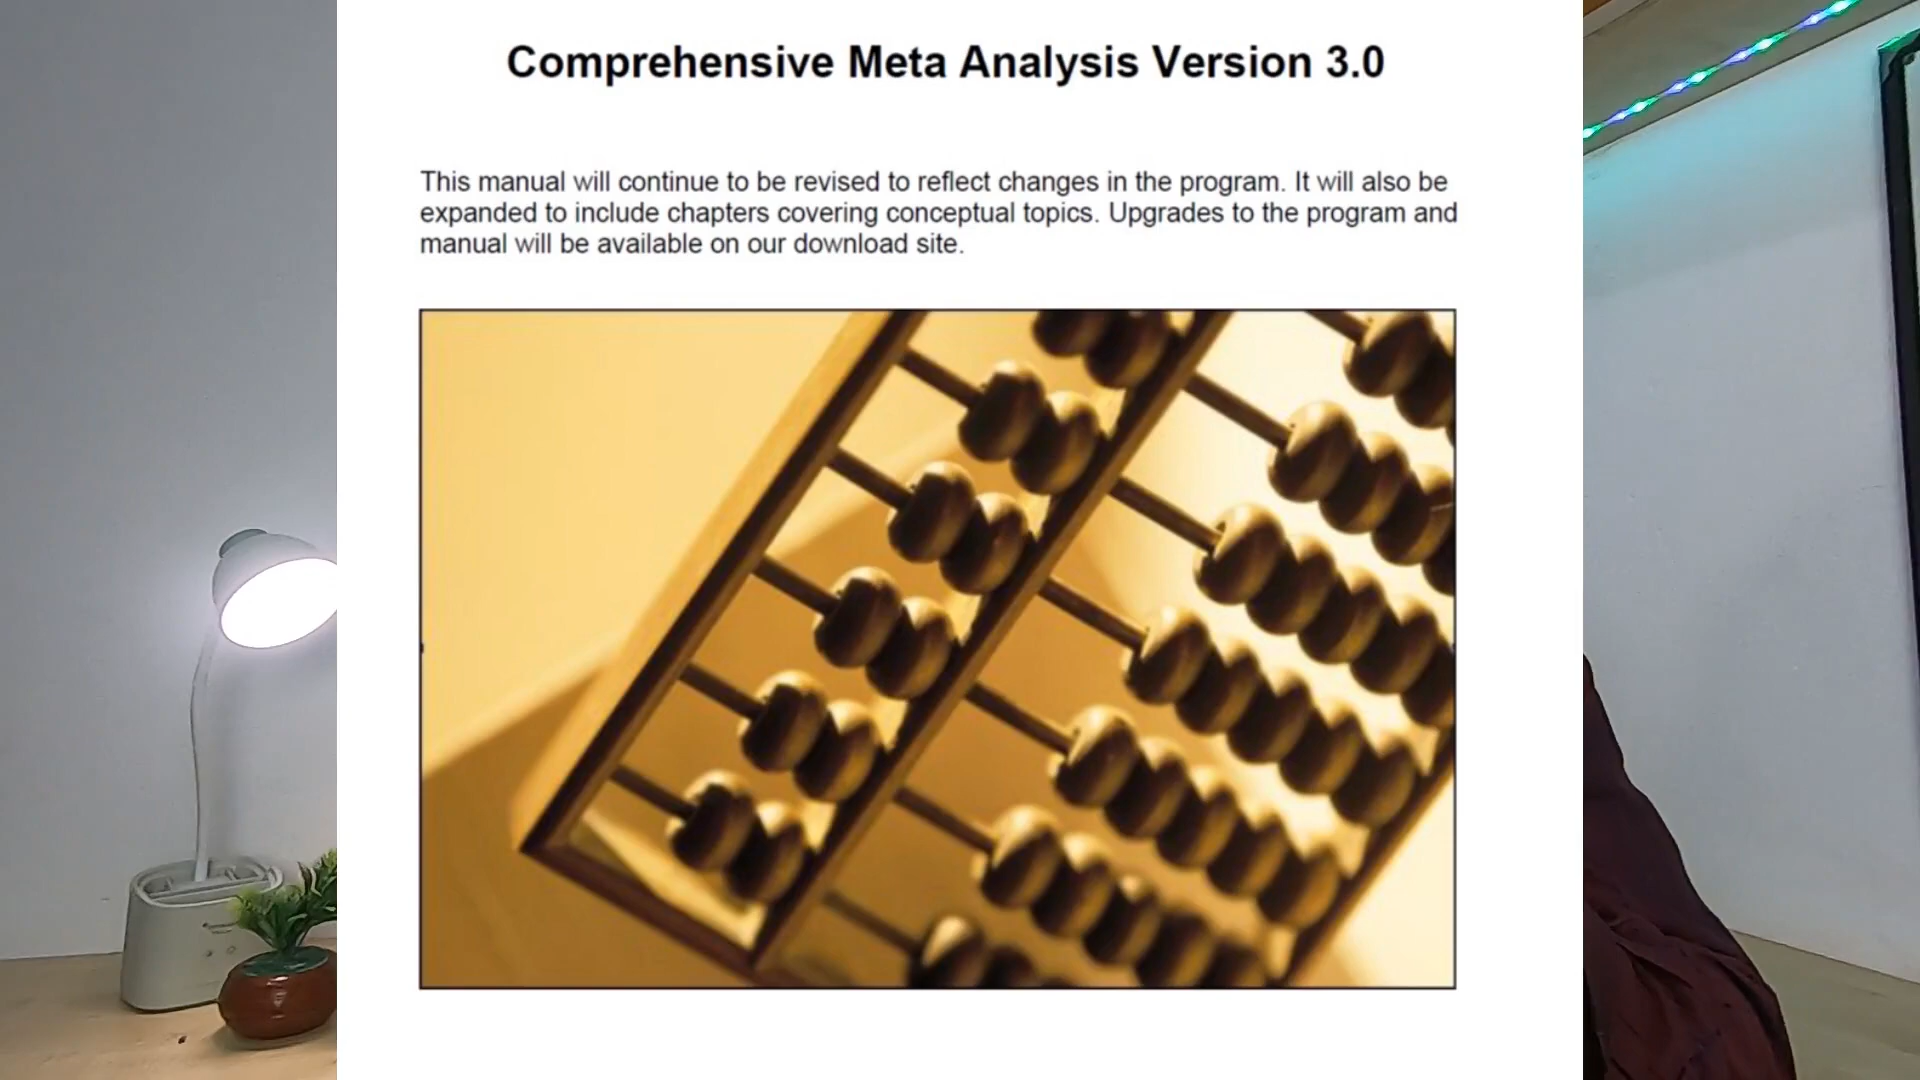 Comprehensive Meta Analysis Version 3.0
This manual will continue to be revised to reflect changes in the program. It will also be
expanded to include chapters covering conceptual topics. Upgrades to the program and
manual will be available on our download site.